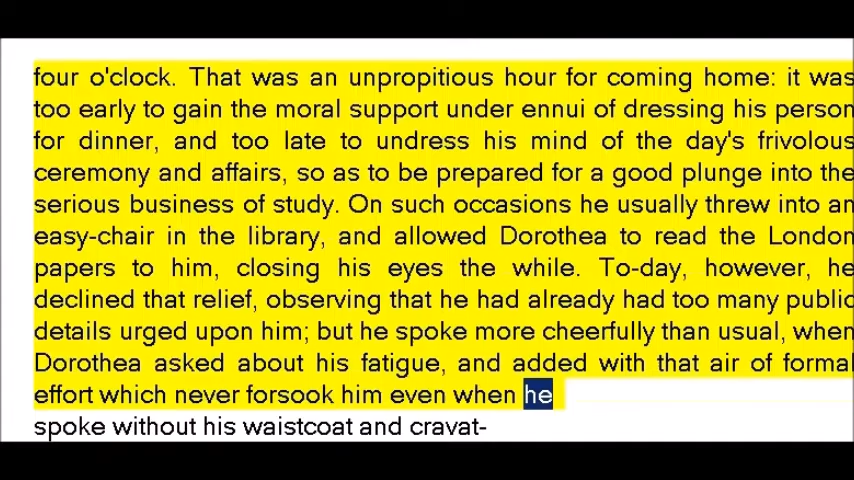 four o'clock. That was an unpropitious hour for coming home: it was
too early to gain the moral support under ennui of dressing his person
for dinner, and too late to undress his mind of the day's frivolous
ceremony and affairs, so as to be prepared for a good plunge into the
serious business of study. On such occasions he usually threw into an
easy-chair in the library, and allowed Dorothea to read the London
papers to him, closing his eyes the while. To-day, however, he
declined that relief, observing that he had already had too many public
details urged upon him; but he spoke more cheerfully than usual, when
Dorothea asked about his fatigue, and added with that air of formal
effort which never forsook him even when he
spoke without his waistcoat and cravat-